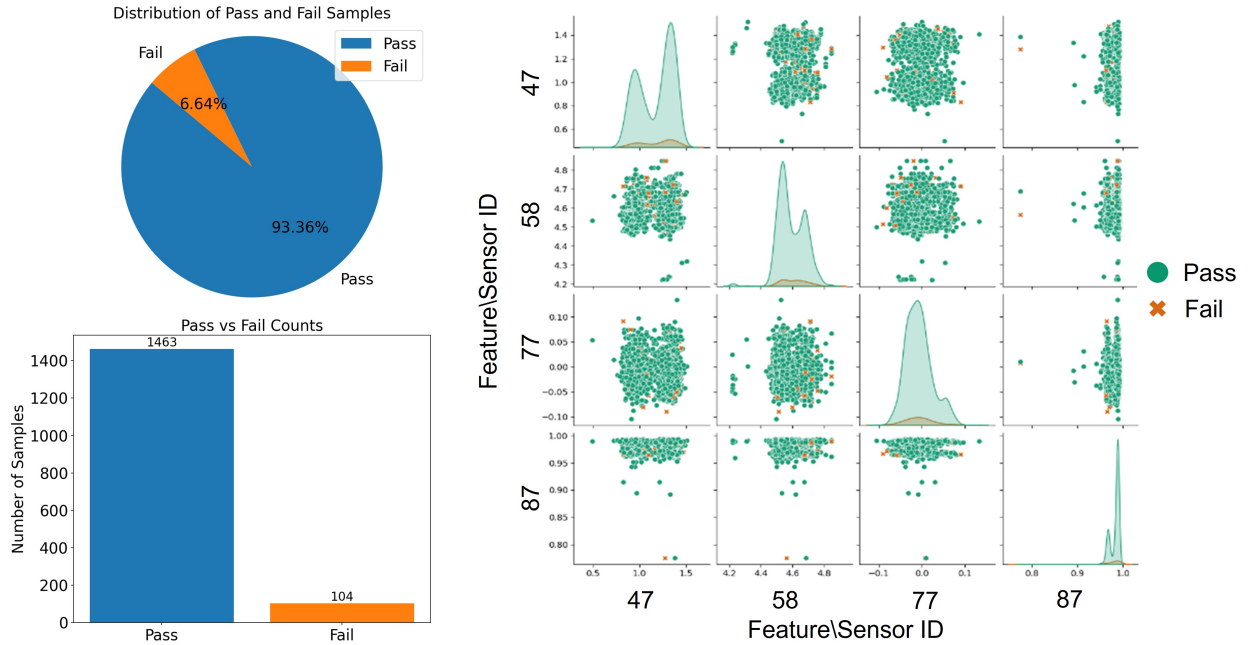 Distribution of Pass and Fail Samples
Fail
Pass
Fail
6.64%
93.36%
Pass
Pass vs Fail Counts
1463
104
1400
1200
1000
800
600
400
200
0
Number of Samples
Pass
Fail
Feature\Sensor ID
47
1.4
1.2
1.0
0.8
0.6
58
4.8
4.7
4.6
4.5
4.4
4.3
4.2
77
0.10
0.05
0.00
−0.05
−0.10
87
1.00
0.95
0.90
0.85
0.80
0.5 1.0 1.5
4.2 4.4 4.6 4.8
−0.1 0.0 0.1
0.8 0.9 1.0
47 58 77 87
Feature\Sensor ID
Pass
Fail